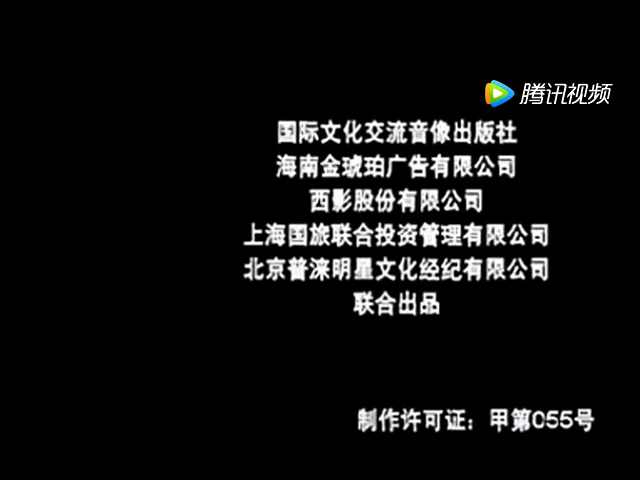 腾讯视频
国际文化交流音像出版社
海南金琥珀广告有限公司
西影股份有限公司
上海国旅联合投资管理有限公司
北京普涞明星文化经纪有限公司
联合出品
制作许可证：甲第055号